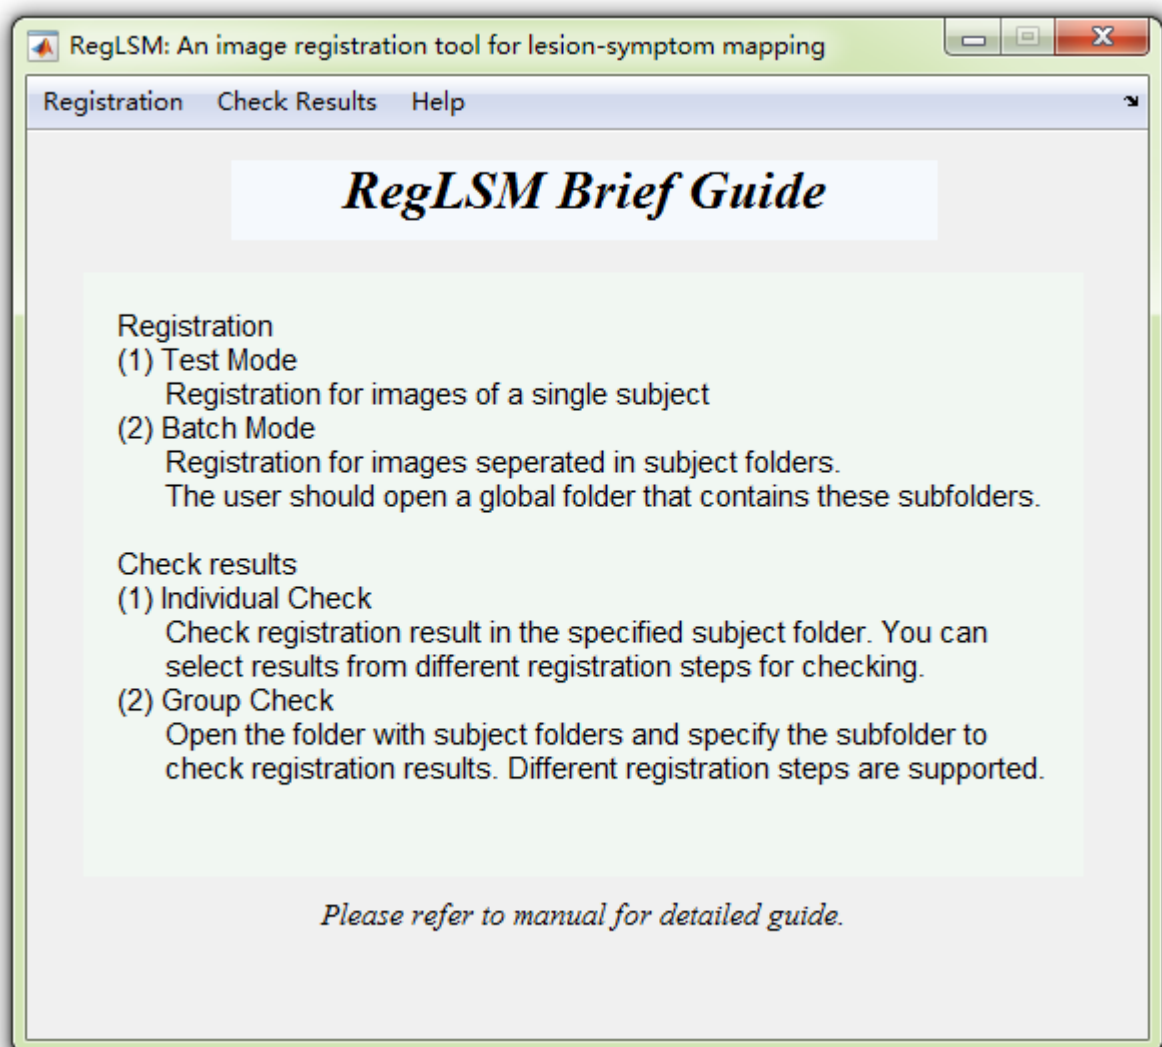 RegLSM: An image registration tool for lesion-symptom mapping
Registration Check Results Help
RegLSM Brief Guide
Registration
(1) Test Mode
Registration for images of a single subject
(2) Batch Mode
Registration for images seperated in subject folders.
The user should open a global folder that contains these subfolders.
Check results
(1) Individual Check
Check registration result in the specified subject folder. You can
select results from different registration steps for checking.
(2) Group Check
Open the folder with subject folders and specify the subfolder to
check registration results. Different registration steps are supported.
Please refer to manual for detailed guide.